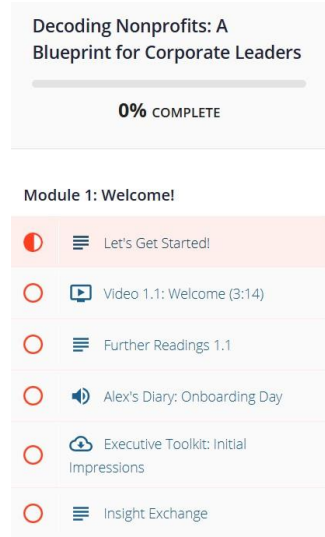 Decoding Nonprofits: A
Blueprint for Corporate Leaders
0% COMPLETE
Module 1: Welcome!
Let's Get Started!
Video 1.1: Welcome (3:14)
Further Readings 1.1
Alex's Diary: Onboarding Day
Executive Toolkit: Initial
Impressions
Insight Exchange